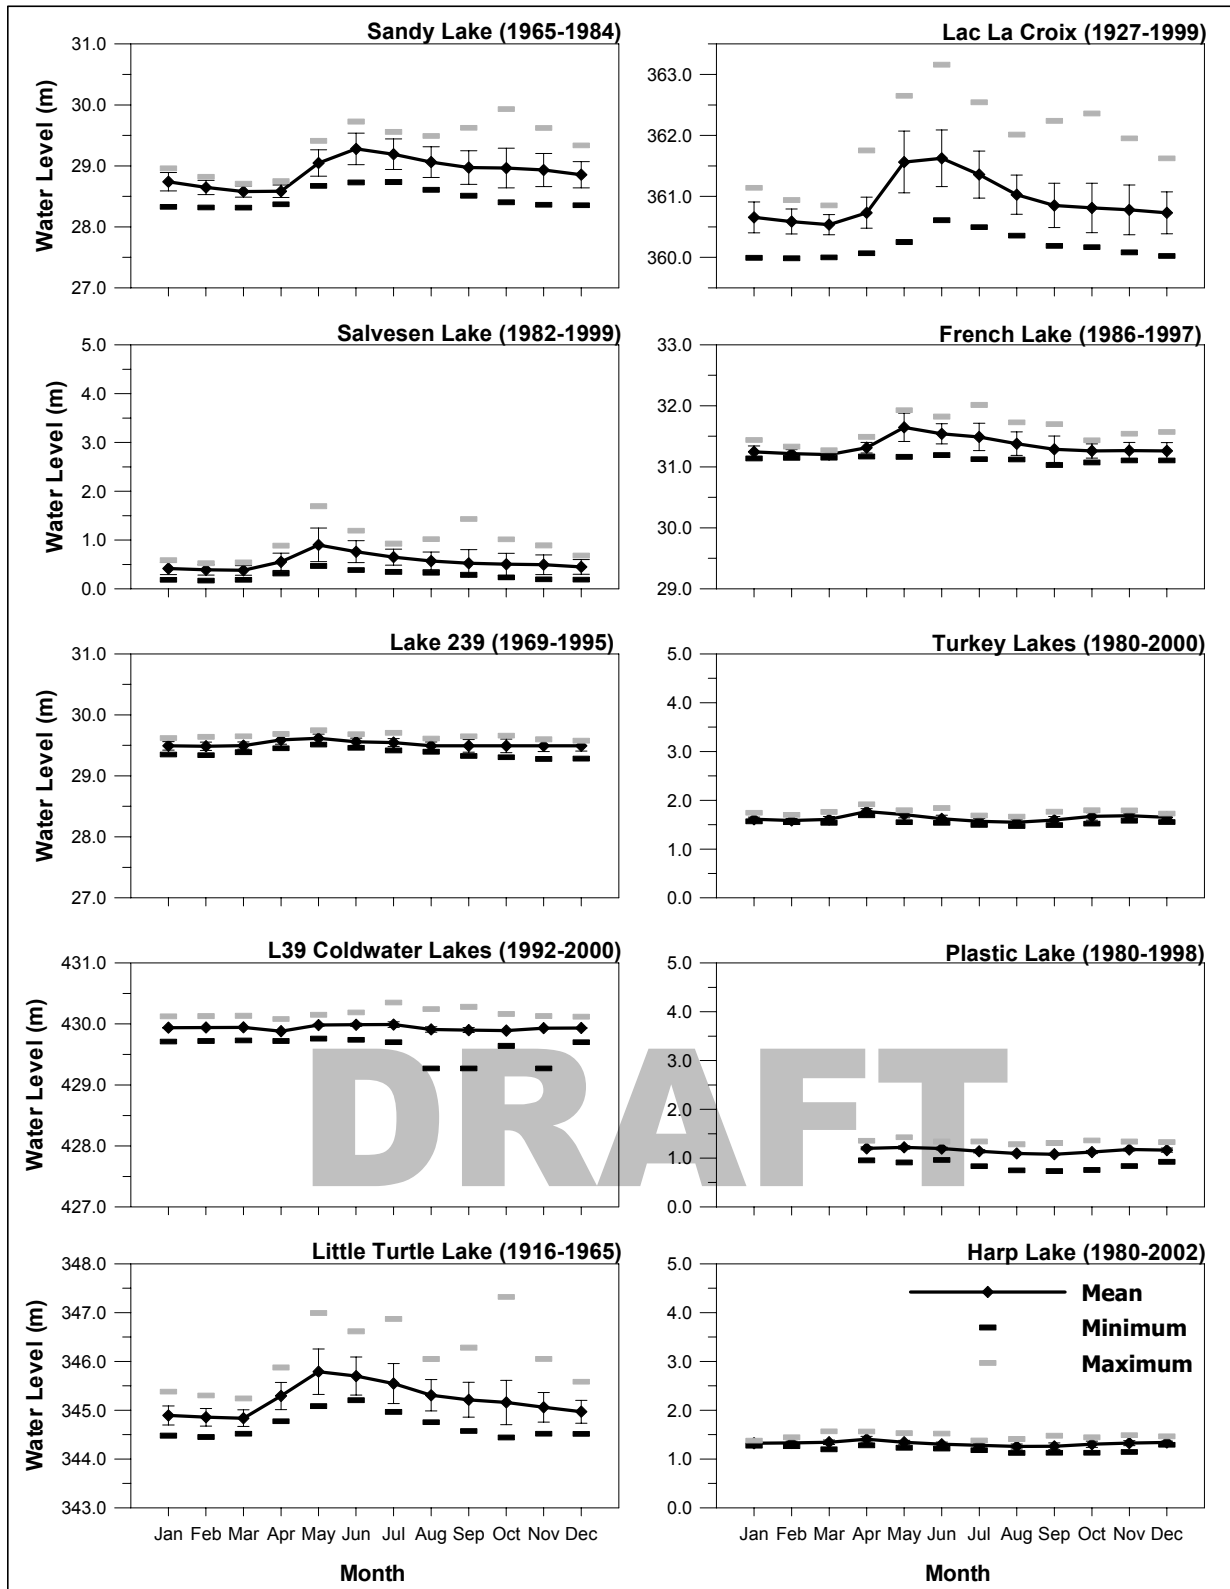 Sandy Lake (1965-1984)
31.0
30.0
29.0
28.0
27.0
Water Level (m)
Lac La Croix (1927-1999)
363.0
362.0
361.0
360.0
Salvesen Lake (1982-1999)
5.0
4.0
3.0
2.0
1.0
0.0
Water Level (m)
French Lake (1986-1997)
33.0
32.0
31.0
30.0
29.0
Lake 239 (1969-1995)
31.0
30.0
29.0
28.0
27.0
Water Level (m)
Turkey Lakes (1980-2000)
5.0
4.0
3.0
2.0
1.0
0.0
L39 Coldwater Lakes (1992-2000)
431.0
430.0
429.0
428.0
427.0
Water Level (m)
Plastic Lake (1980-1998)
5.0
4.0
3.0
2.0
1.0
0.0
DRAFT
Little Turtle Lake (1916-1965)
348.0
347.0
346.0
345.0
344.0
343.0
Water Level (m)
Jan Feb Mar Apr May Jun Jul Aug Sep Oct Nov Dec
Month
Harp Lake (1980-2002)
5.0
4.0
3.0
2.0
1.0
0.0
Mean
Minimum
Maximum
Jan Feb Mar Apr May Jun Jul Aug Sep Oct Nov Dec
Month